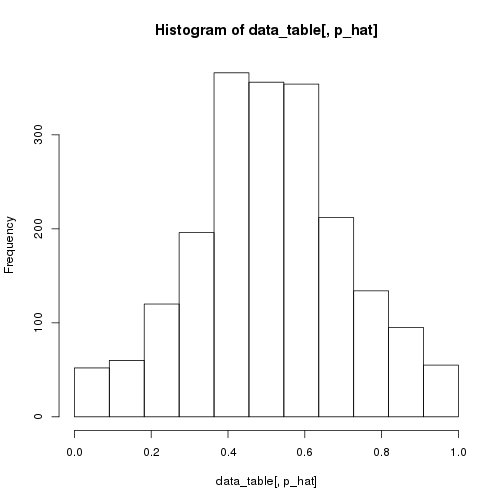 Histogram of data_table[, p_hat]
Frequency
300
200
100
0
0.0 0.2 0.4 0.6 0.8 1.0
data_table[, p_hat]